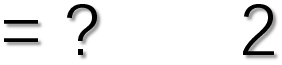 = ? 2